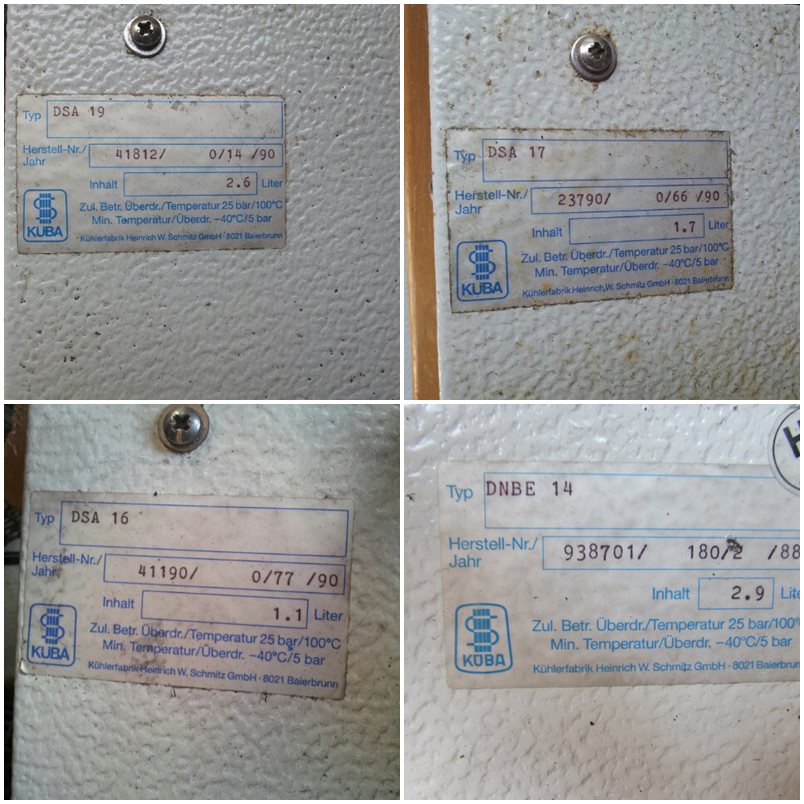 Typ DSA 19
Herstell-Nr./
Jahr 41812/ 0/14 /90
Inhalt 2.6 Liter
Zul. Betr. Überdr./Temperatur 25 bar/100°C
Min. Temperatur/Überdr. –40°C/5 bar
KÜBA
Kühlerfabrik Heinrich W. Schmitz GmbH · 8021 Baierbrunn
Typ DSA 17
Herstell-Nr./
Jahr 23790/ 0/66 /90
Inhalt 1.7 Liter
Zul. Betr. Überdr./Temperatur 25 bar/100°C
Min. Temperatur/Überdr. –40°C/5 bar
KÜBA
Kühlerfabrik Heinrich W. Schmitz GmbH · 8021 Baierbrunn
Typ DSA 16
Herstell-Nr./
Jahr 41190/ 0/77 /90
Inhalt 1.1 Liter
Zul. Betr. Überdr./Temperatur 25 bar/100°C
Min. Temperatur/Überdr. –40°C/5 bar
KÜBA
Kühlerfabrik Heinrich W. Schmitz GmbH · 8021 Baierbrunn
H
Typ DNBE 14
Herstell-Nr./
Jahr 938701/ 180/2 /88
Inhalt 2.9 Lite
Zul. Betr. Überdr./Temperatur 25 bar/100°
Min. Temperatur/Überdr. –40°C/5 bar
KÜBA
Kühlerfabrik Heinrich W. Schmitz GmbH · 8021 Baierbrunn